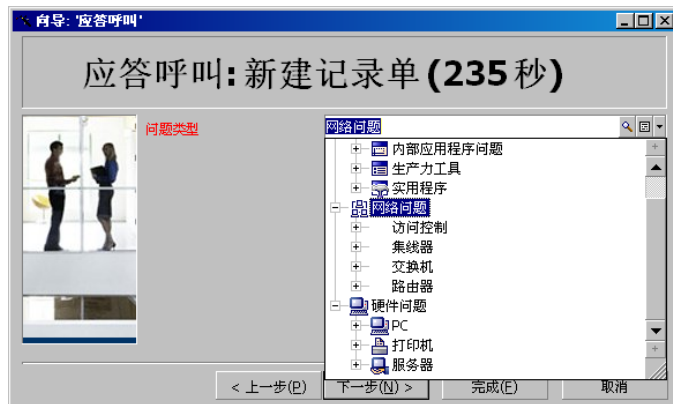 向导: '应答呼叫'
应答呼叫: 新建记录单 (235 秒)
问题类型
网络问题
内部应用程序问题
生产力工具
实用程序
网络问题
访问控制
集线器
交换机
路由器
硬件问题
PC
打印机
服务器
< 上一步(P)
下一步(N) >
完成(F)
取消